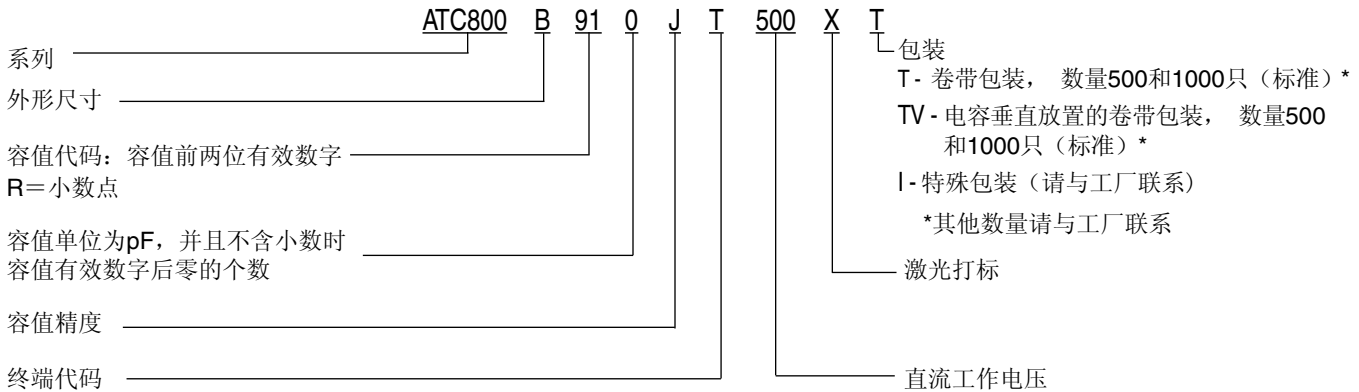 ATC800 B 91 0 J T 500 X T
系列
外形尺寸
容值代码：容值前两位有效数字
R＝小数点
容值单位为pF，并且不含小数时
容值有效数字后零的个数
容值精度
终端代码
包装
T - 卷带包装， 数量500和1000只（标准）*
TV - 电容垂直放置的卷带包装， 数量500
和1000只（标准）*
I - 特殊包装（请与工厂联系）
*其他数量请与工厂联系
激光打标
直流工作电压